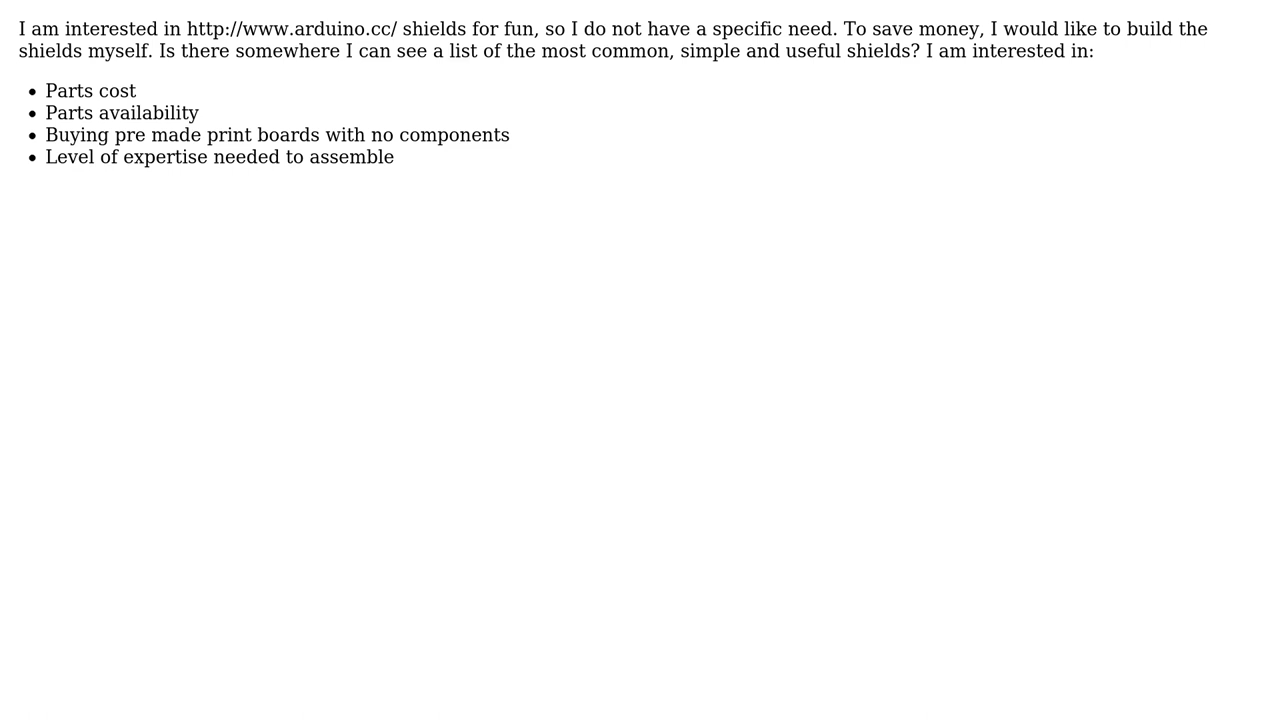 I am interested in http://www.arduino.cc/ shields for fun, so I do not have a specific need. To save money, I would like to build the
shields myself. Is there somewhere I can see a list of the most common, simple and useful shields? I am interested in:
• Parts cost
• Parts availability
• Buying pre made print boards with no components
• Level of expertise needed to assemble